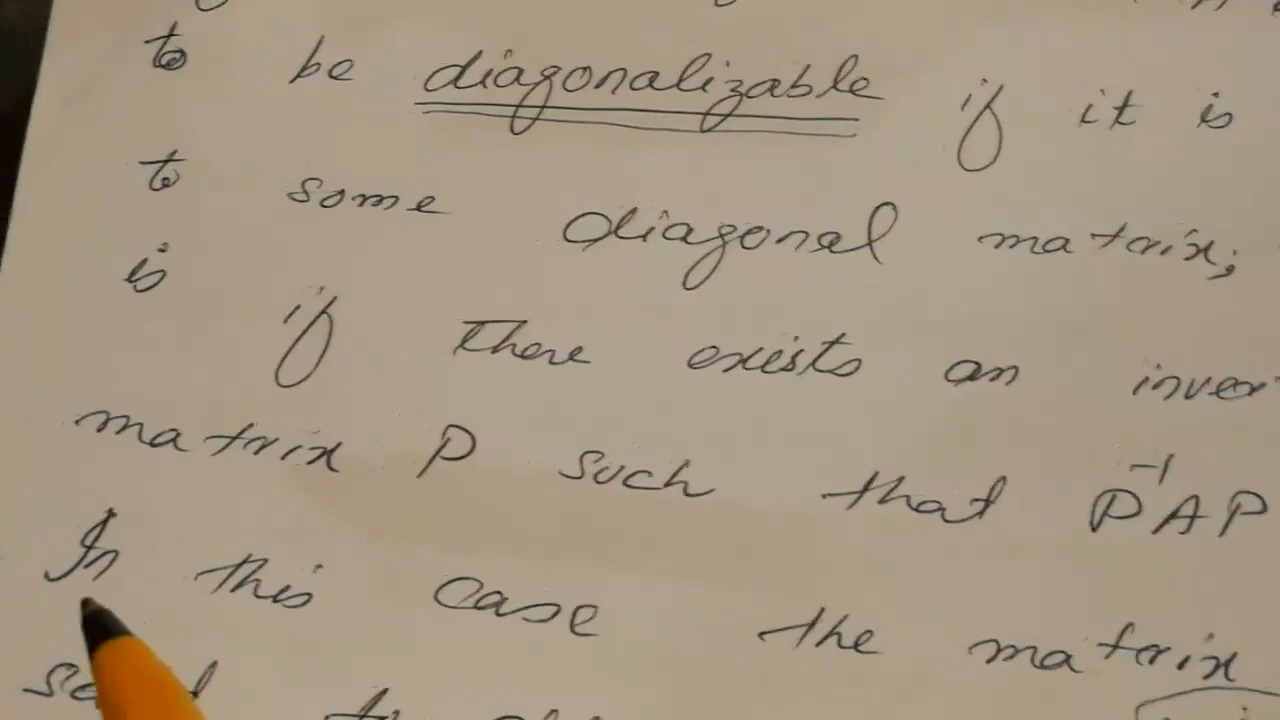 to be diagonalizable if it is
to some diagonal matrix;
is if there exists an inver
matrix P such that P⁻¹AP
In this case the matrix